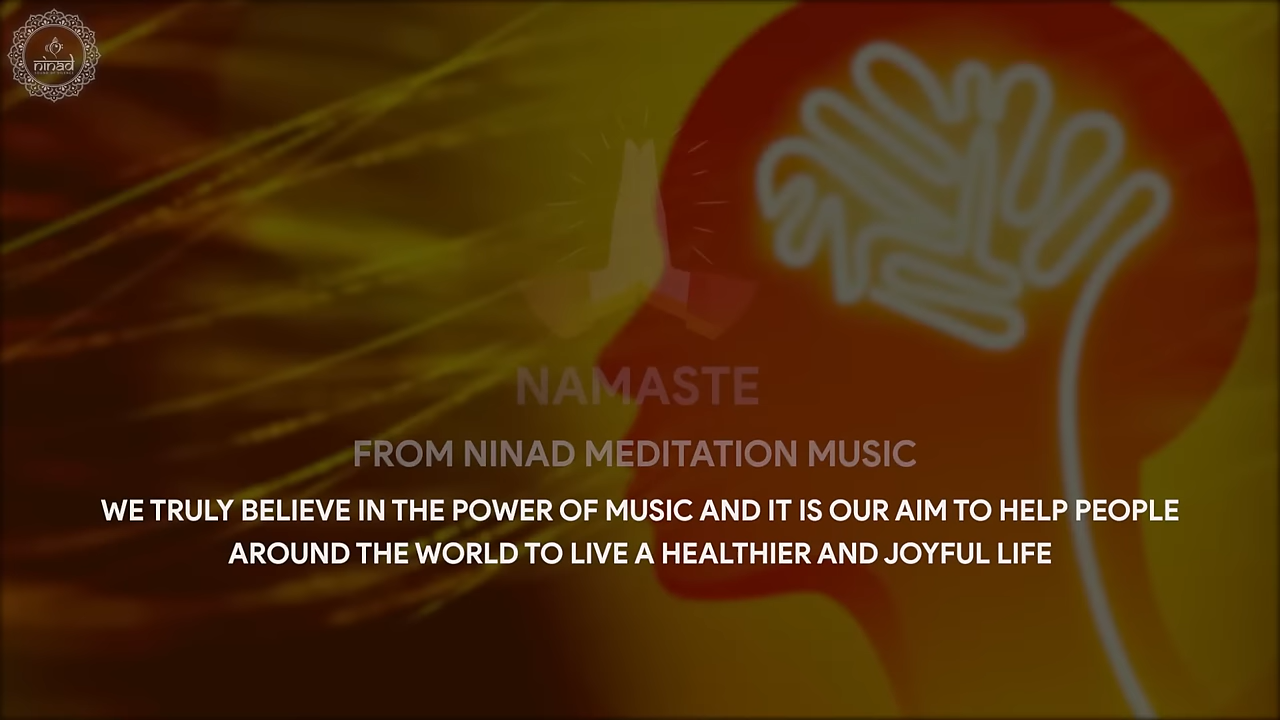 ninad
NAMASTE
FROM NINAD MEDITATION MUSIC
WE TRULY BELIEVE IN THE POWER OF MUSIC AND IT IS OUR AIM TO HELP PEOPLE
AROUND THE WORLD TO LIVE A HEALTHIER AND JOYFUL LIFE